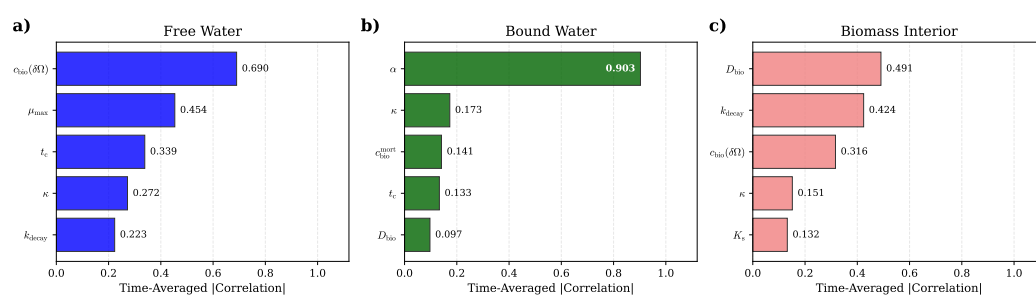 a)
Free Water
c_bio(δΩ)
0.690
μ_max
0.454
t_c
0.339
κ
0.272
k_decay
0.223
0.0 0.2 0.4 0.6 0.8 1.0
Time-Averaged |Correlation|
b)
Bound Water
α
0.903
κ
0.173
c_bio^mort
0.141
t_c
0.133
D_bio
0.097
0.0 0.2 0.4 0.6 0.8 1.0
Time-Averaged |Correlation|
c)
Biomass Interior
D_bio
0.491
k_decay
0.424
c_bio(δΩ)
0.316
κ
0.151
K_s
0.132
0.0 0.2 0.4 0.6 0.8 1.0
Time-Averaged |Correlation|